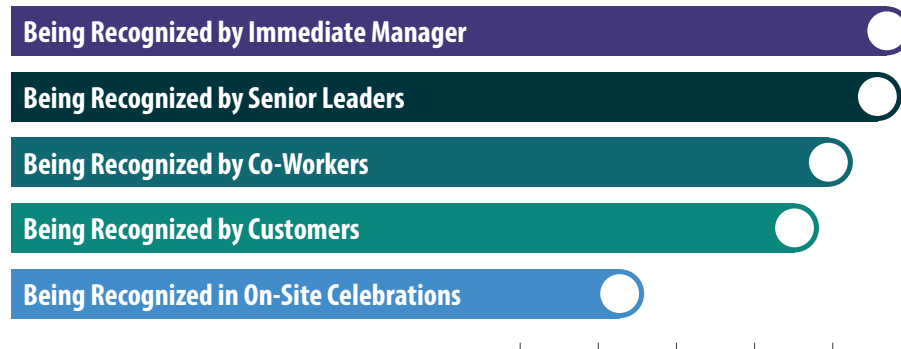 Being Recognized by Immediate Manager
Being Recognized by Senior Leaders
Being Recognized by Co-Workers
Being Recognized by Customers
Being Recognized in On-Site Celebrations